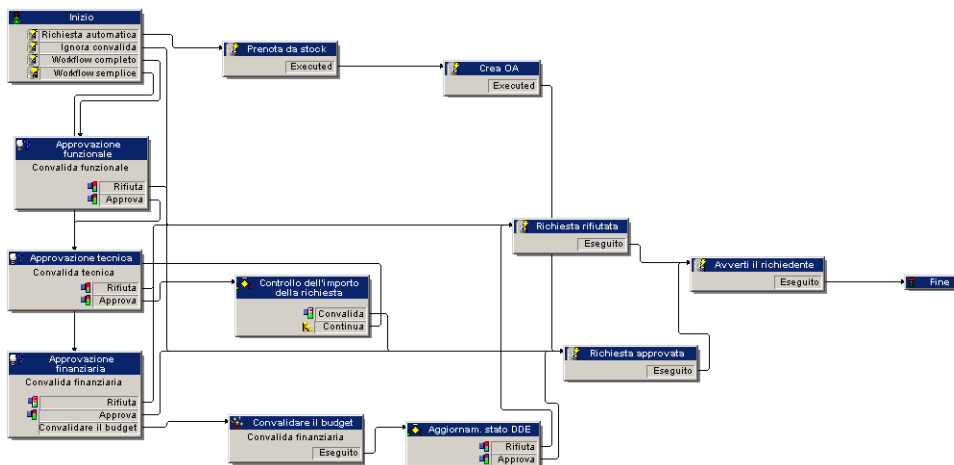 Inizio
Richiesta automatica
Ignora convalida
Workflow completo
Workflow semplice
Prenota da stock
Executed
Crea OA
Executed
Approvazione
funzionale
Convalida funzionale
Rifiuta
Approva
Richiesta rifiutata
Eseguito
Approvazione tecnica
Convalida tecnica
Rifiuta
Approva
Controllo dell'importo
della richiesta
Convalida
Continua
Avverti il richiedente
Eseguito
Fine
Richiesta approvata
Eseguito
Approvazione
finanziaria
Convalida finanziaria
Rifiuta
Approva
Convalidare il budget
Convalidare il budget
Convalida finanziaria
Eseguito
Aggiornam. stato DDE
Rifiuta
Approva